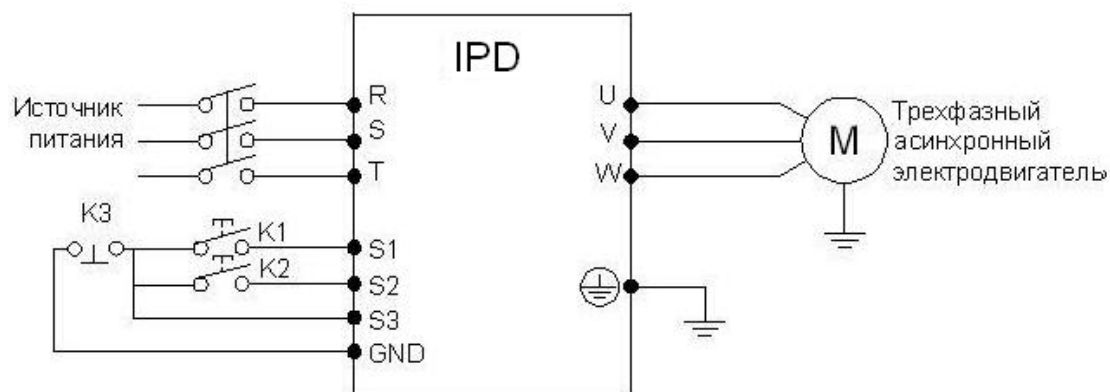 IPD
Источник
питания
R
S
T
U
V
W
M
Трехфазный
асинхронный
электродвигатель
K3
K1
K2
S1
S2
S3
GND